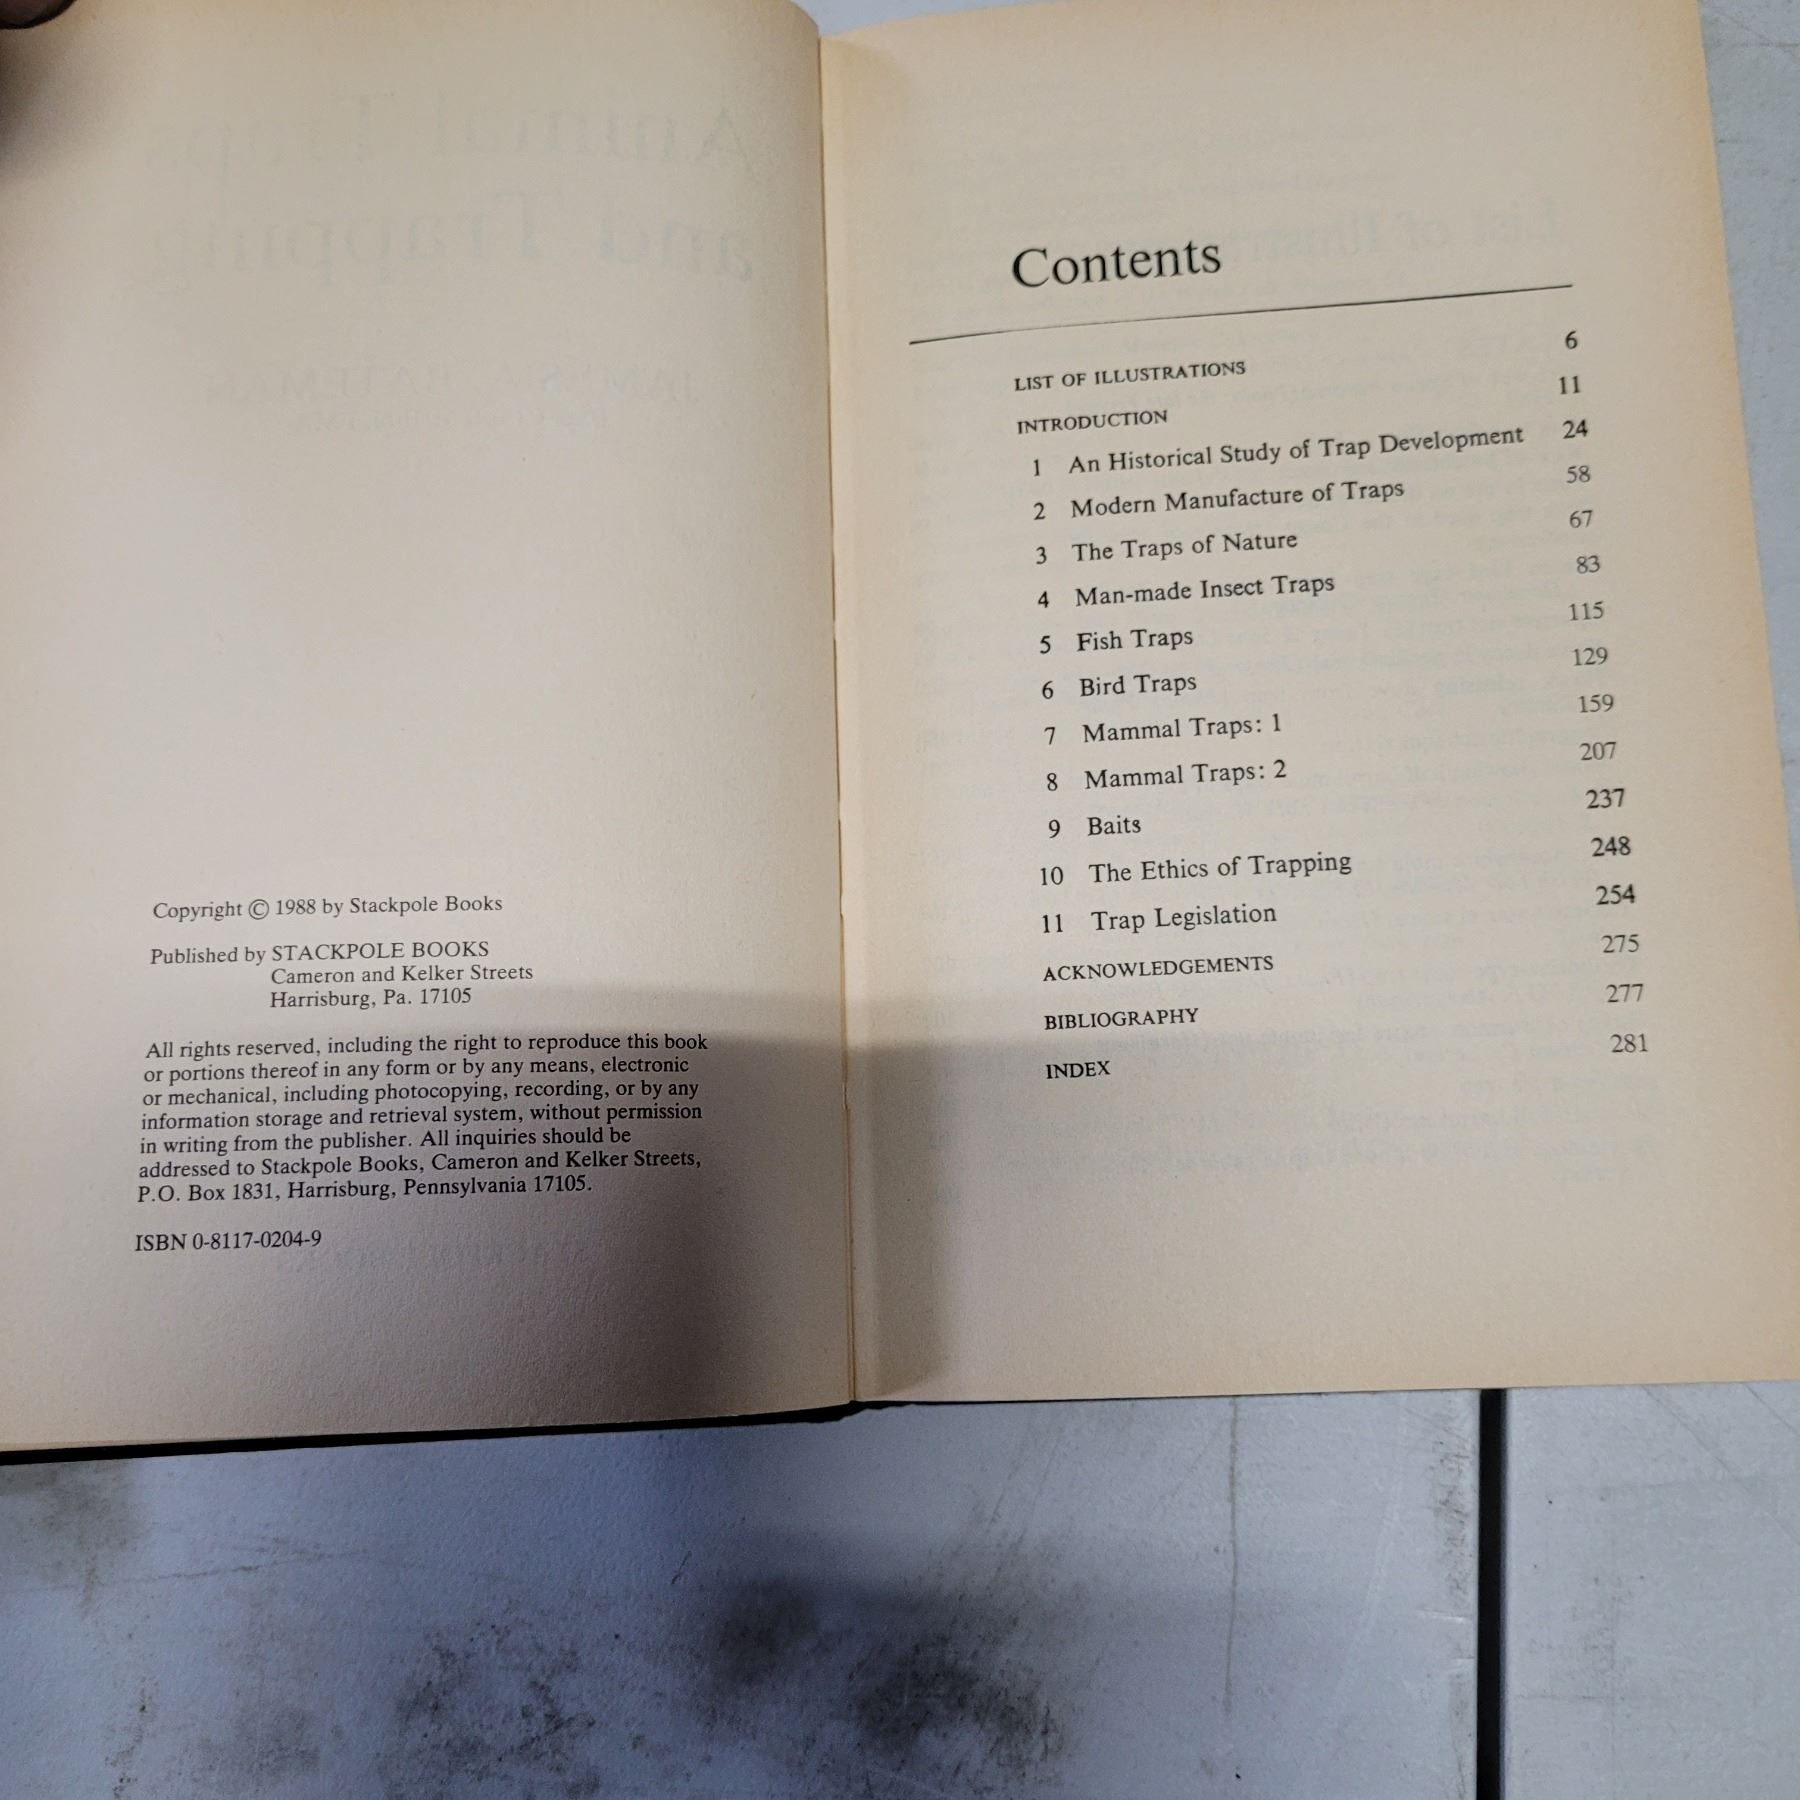 Copyright © 1988 by Stackpole Books
Published by STACKPOLE BOOKS
Cameron and Kelker Streets
Harrisburg, Pa. 17105
All rights reserved, including the right to reproduce this book
or portions thereof in any form or by any means, electronic
or mechanical, including photocopying, recording, or by any
information storage and retrieval system, without permission
in writing from the publisher. All inquiries should be
addressed to Stackpole Books, Cameron and Kelker Streets,
P.O. Box 1831, Harrisburg, Pennsylvania 17105.
ISBN 0-8117-0204-9
Contents
LIST OF ILLUSTRATIONS 6
INTRODUCTION 11
1 An Historical Study of Trap Development 24
2 Modern Manufacture of Traps 58
3 The Traps of Nature 67
4 Man-made Insect Traps 83
5 Fish Traps 115
6 Bird Traps 129
7 Mammal Traps: 1 159
8 Mammal Traps: 2 207
9 Baits 237
10 The Ethics of Trapping 248
11 Trap Legislation 254
ACKNOWLEDGEMENTS 275
BIBLIOGRAPHY 277
INDEX 281